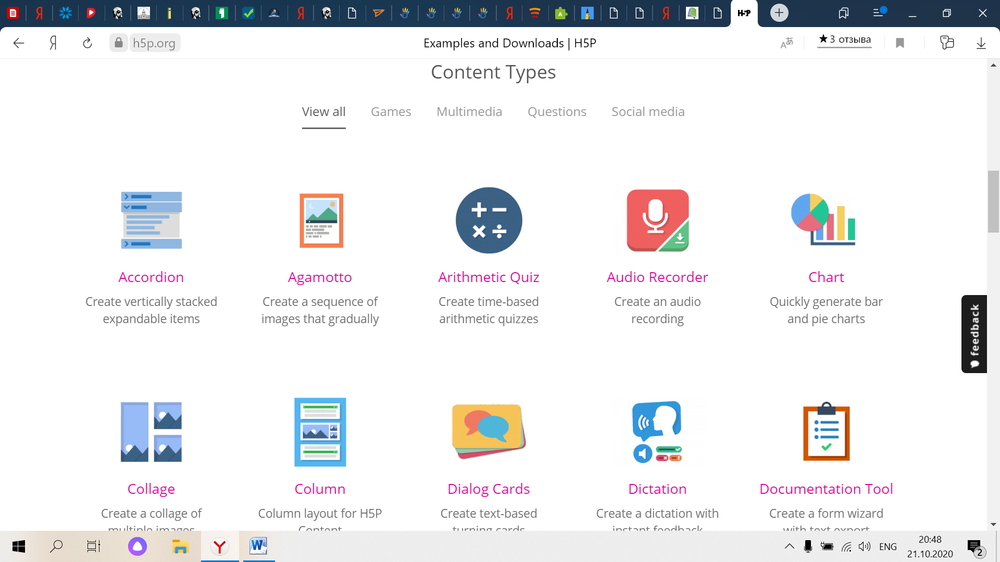 H5P
h5p.org
Examples and Downloads | H5P
★ 3 отзыва
Content Types
View all Games Multimedia Questions Social media
Accordion Agamotto Arithmetic Quiz Audio Recorder Chart
Create vertically stacked Create a sequence of Create time-based Create an audio Quickly generate bar
expandable items images that gradually arithmetic quizzes recording and pie charts
feedback
Collage Column Dialog Cards Dictation Documentation Tool
Create a collage of Column layout for H5P Create text-based Create a dictation with Create a form wizard
multiple images Content turning cards instant feedback with text export
ENG
20:48
21.10.2020
2